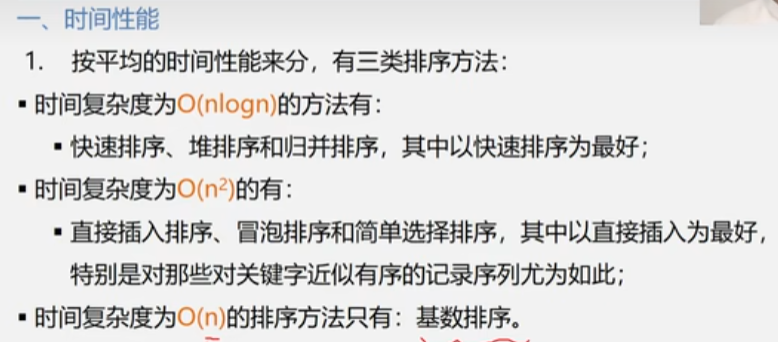 一、时间性能
1. 按平均的时间性能来分，有三类排序方法：
▪ 时间复杂度为O(nlogn)的方法有：
▪ 快速排序、堆排序和归并排序，其中以快速排序为最好；
▪ 时间复杂度为O(n²)的有：
▪ 直接插入排序、冒泡排序和简单选择排序，其中以直接插入为最好，
特别是对那些对关键字近似有序的记录序列尤为如此；
▪ 时间复杂度为O(n)的排序方法只有：基数排序。